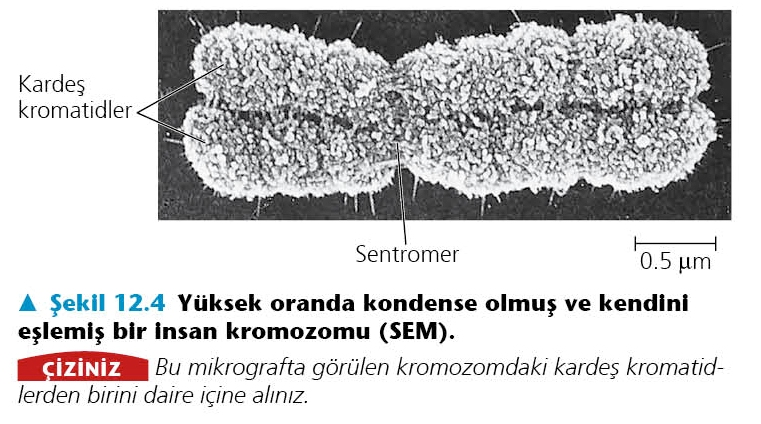 Kardeş
kromatidler
Sentromer
0.5 μm
▲ Şekil 12.4 Yüksek oranda kondense olmuş ve kendini
eşlemiş bir insan kromozomu (SEM).
ÇİZİNİZ Bu mikrografta görülen kromozomdaki kardeş kromatid-
lerden birini daire içine alınız.